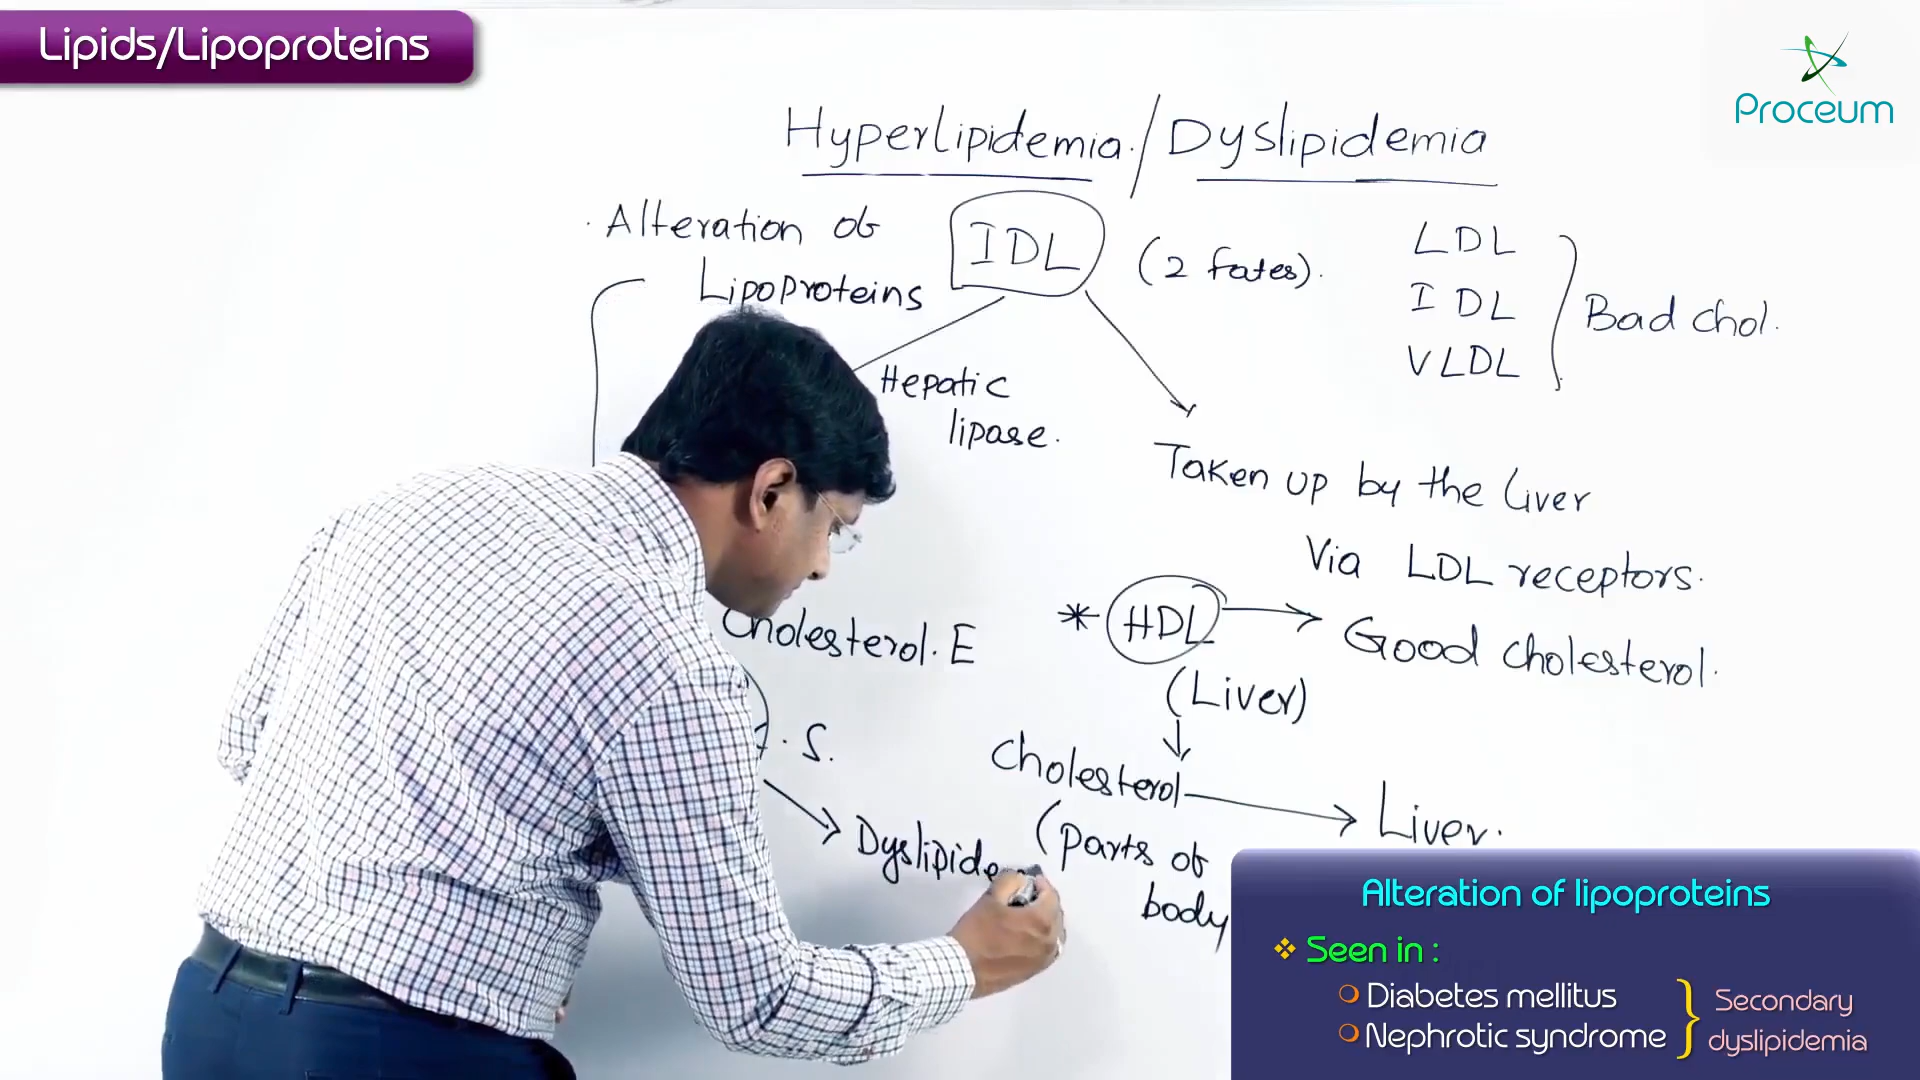 Lipids/Lipoproteins
Proceum
Hyperlipidemia./Dyslipidemia
. Alteration of
Lipoproteins
IDL
(2 fates).
LDL
IDL
VLDL
Bad chol.
Hepatic
lipase.
Taken up by the Liver
Via LDL receptors.
Cholesterol. E
* HDL
Good cholesterol.
(Liver)
. S.
Cholesterol
Liver.
Dyslipide
(parts of
body
Alteration of lipoproteins
Seen in :
Diabetes mellitus
Nephrotic syndrome
Secondary
dyslipidemia